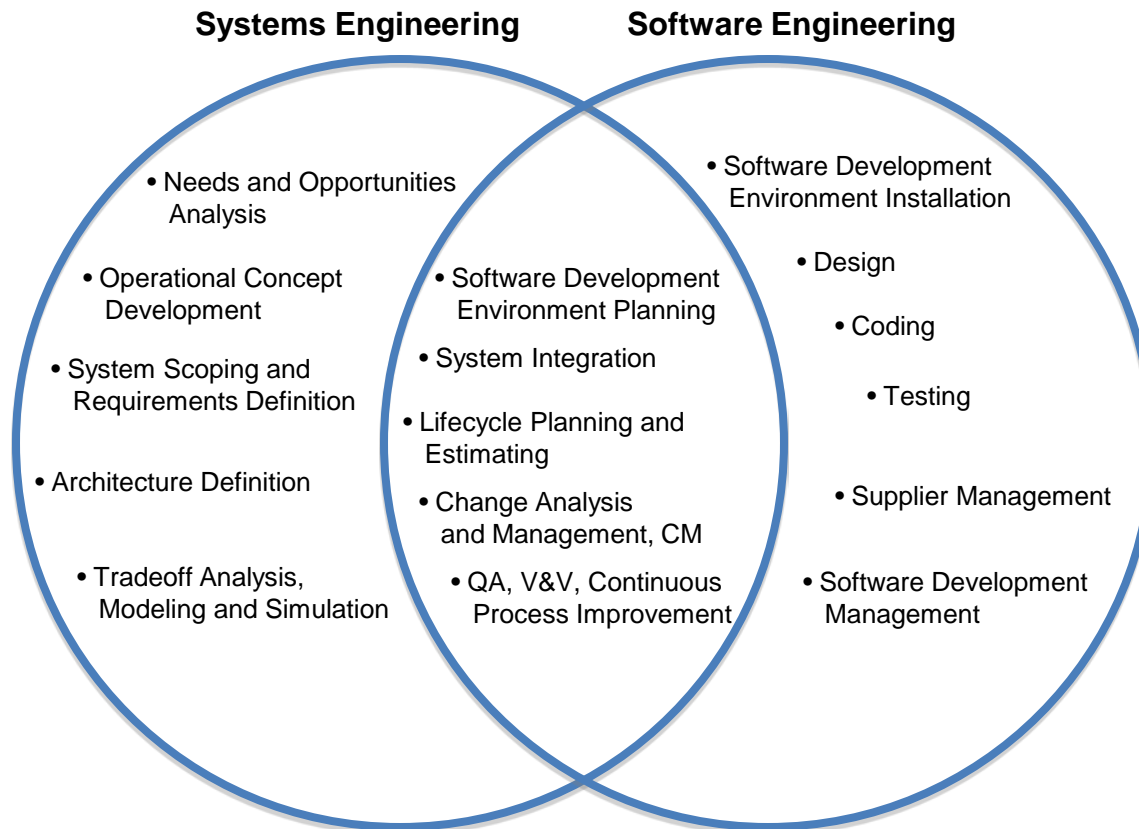 Systems Engineering
Software Engineering
• Needs and Opportunities
Analysis
• Operational Concept
Development
• System Scoping and
Requirements Definition
• Architecture Definition
• Tradeoff Analysis,
Modeling and Simulation
• Software Development
Environment Planning
• System Integration
• Lifecycle Planning and
Estimating
• Change Analysis
and Management, CM
• QA, V&V, Continuous
Process Improvement
• Software Development
Environment Installation
• Design
• Coding
• Testing
• Supplier Management
• Software Development
Management